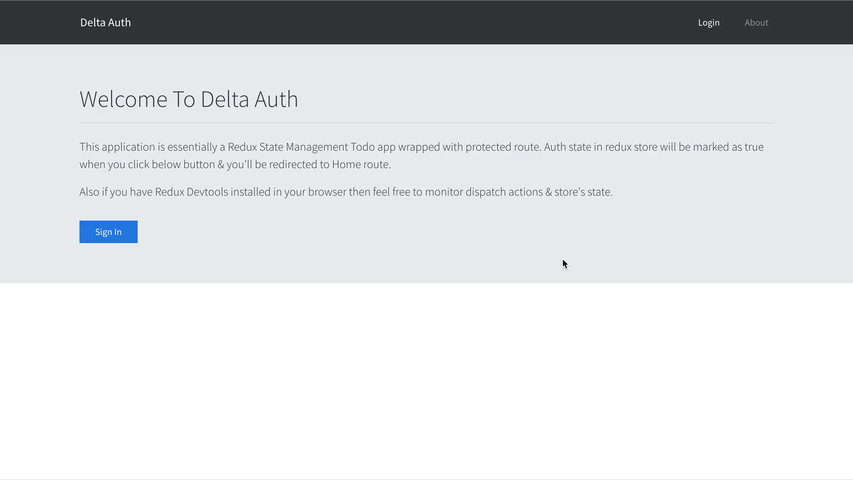 Delta Auth
Login
About
Welcome To Delta Auth
This application is essentially a Redux State Management Todo app wrapped with protected route. Auth state in redux store will be marked as true
when you click below button & you'll be redirected to Home route.
Also if you have Redux Devtools installed in your browser then feel free to monitor dispatch actions & store's state.
Sign In